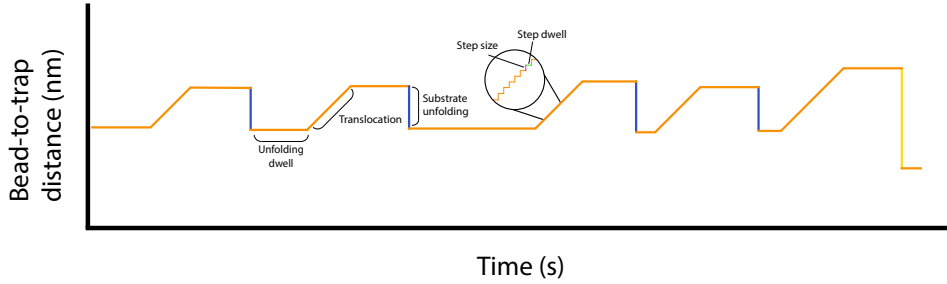 Bead-to-trap
distance (nm)
Step dwell
Step size
Substrate
unfolding
Translocation
Unfolding
dwell
Time (s)